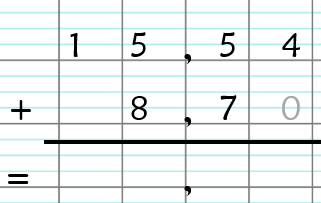 1 5 , 5 4
+ 8 , 7 0
= ,